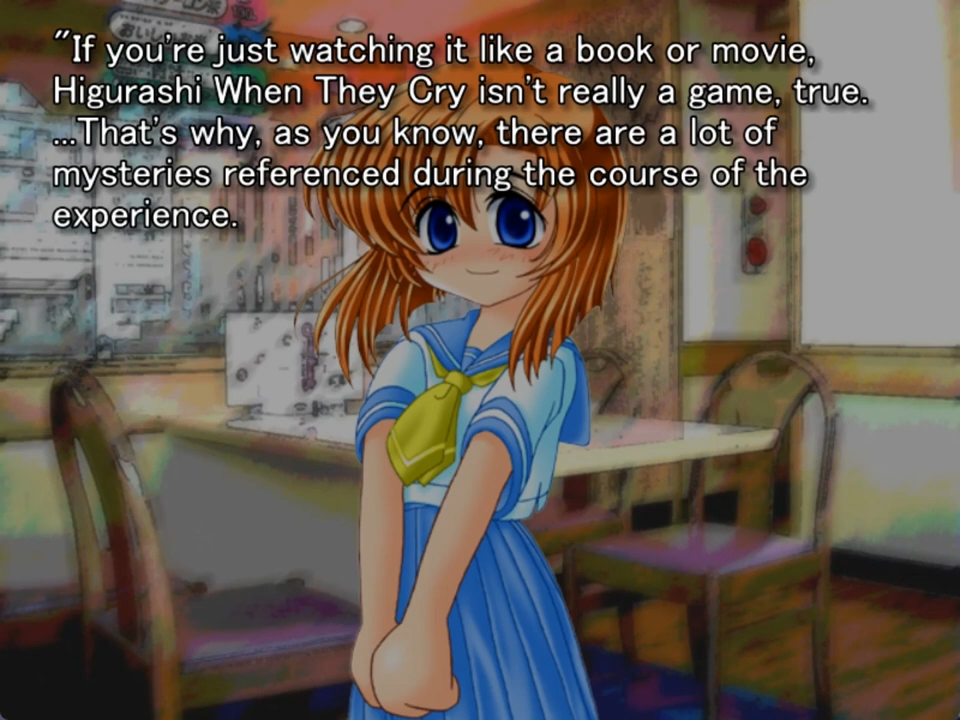 "If you're just watching it like a book or movie,
Higurashi When They Cry isn't really a game, true.
...That's why, as you know, there are a lot of
mysteries referenced during the course of the
experience.